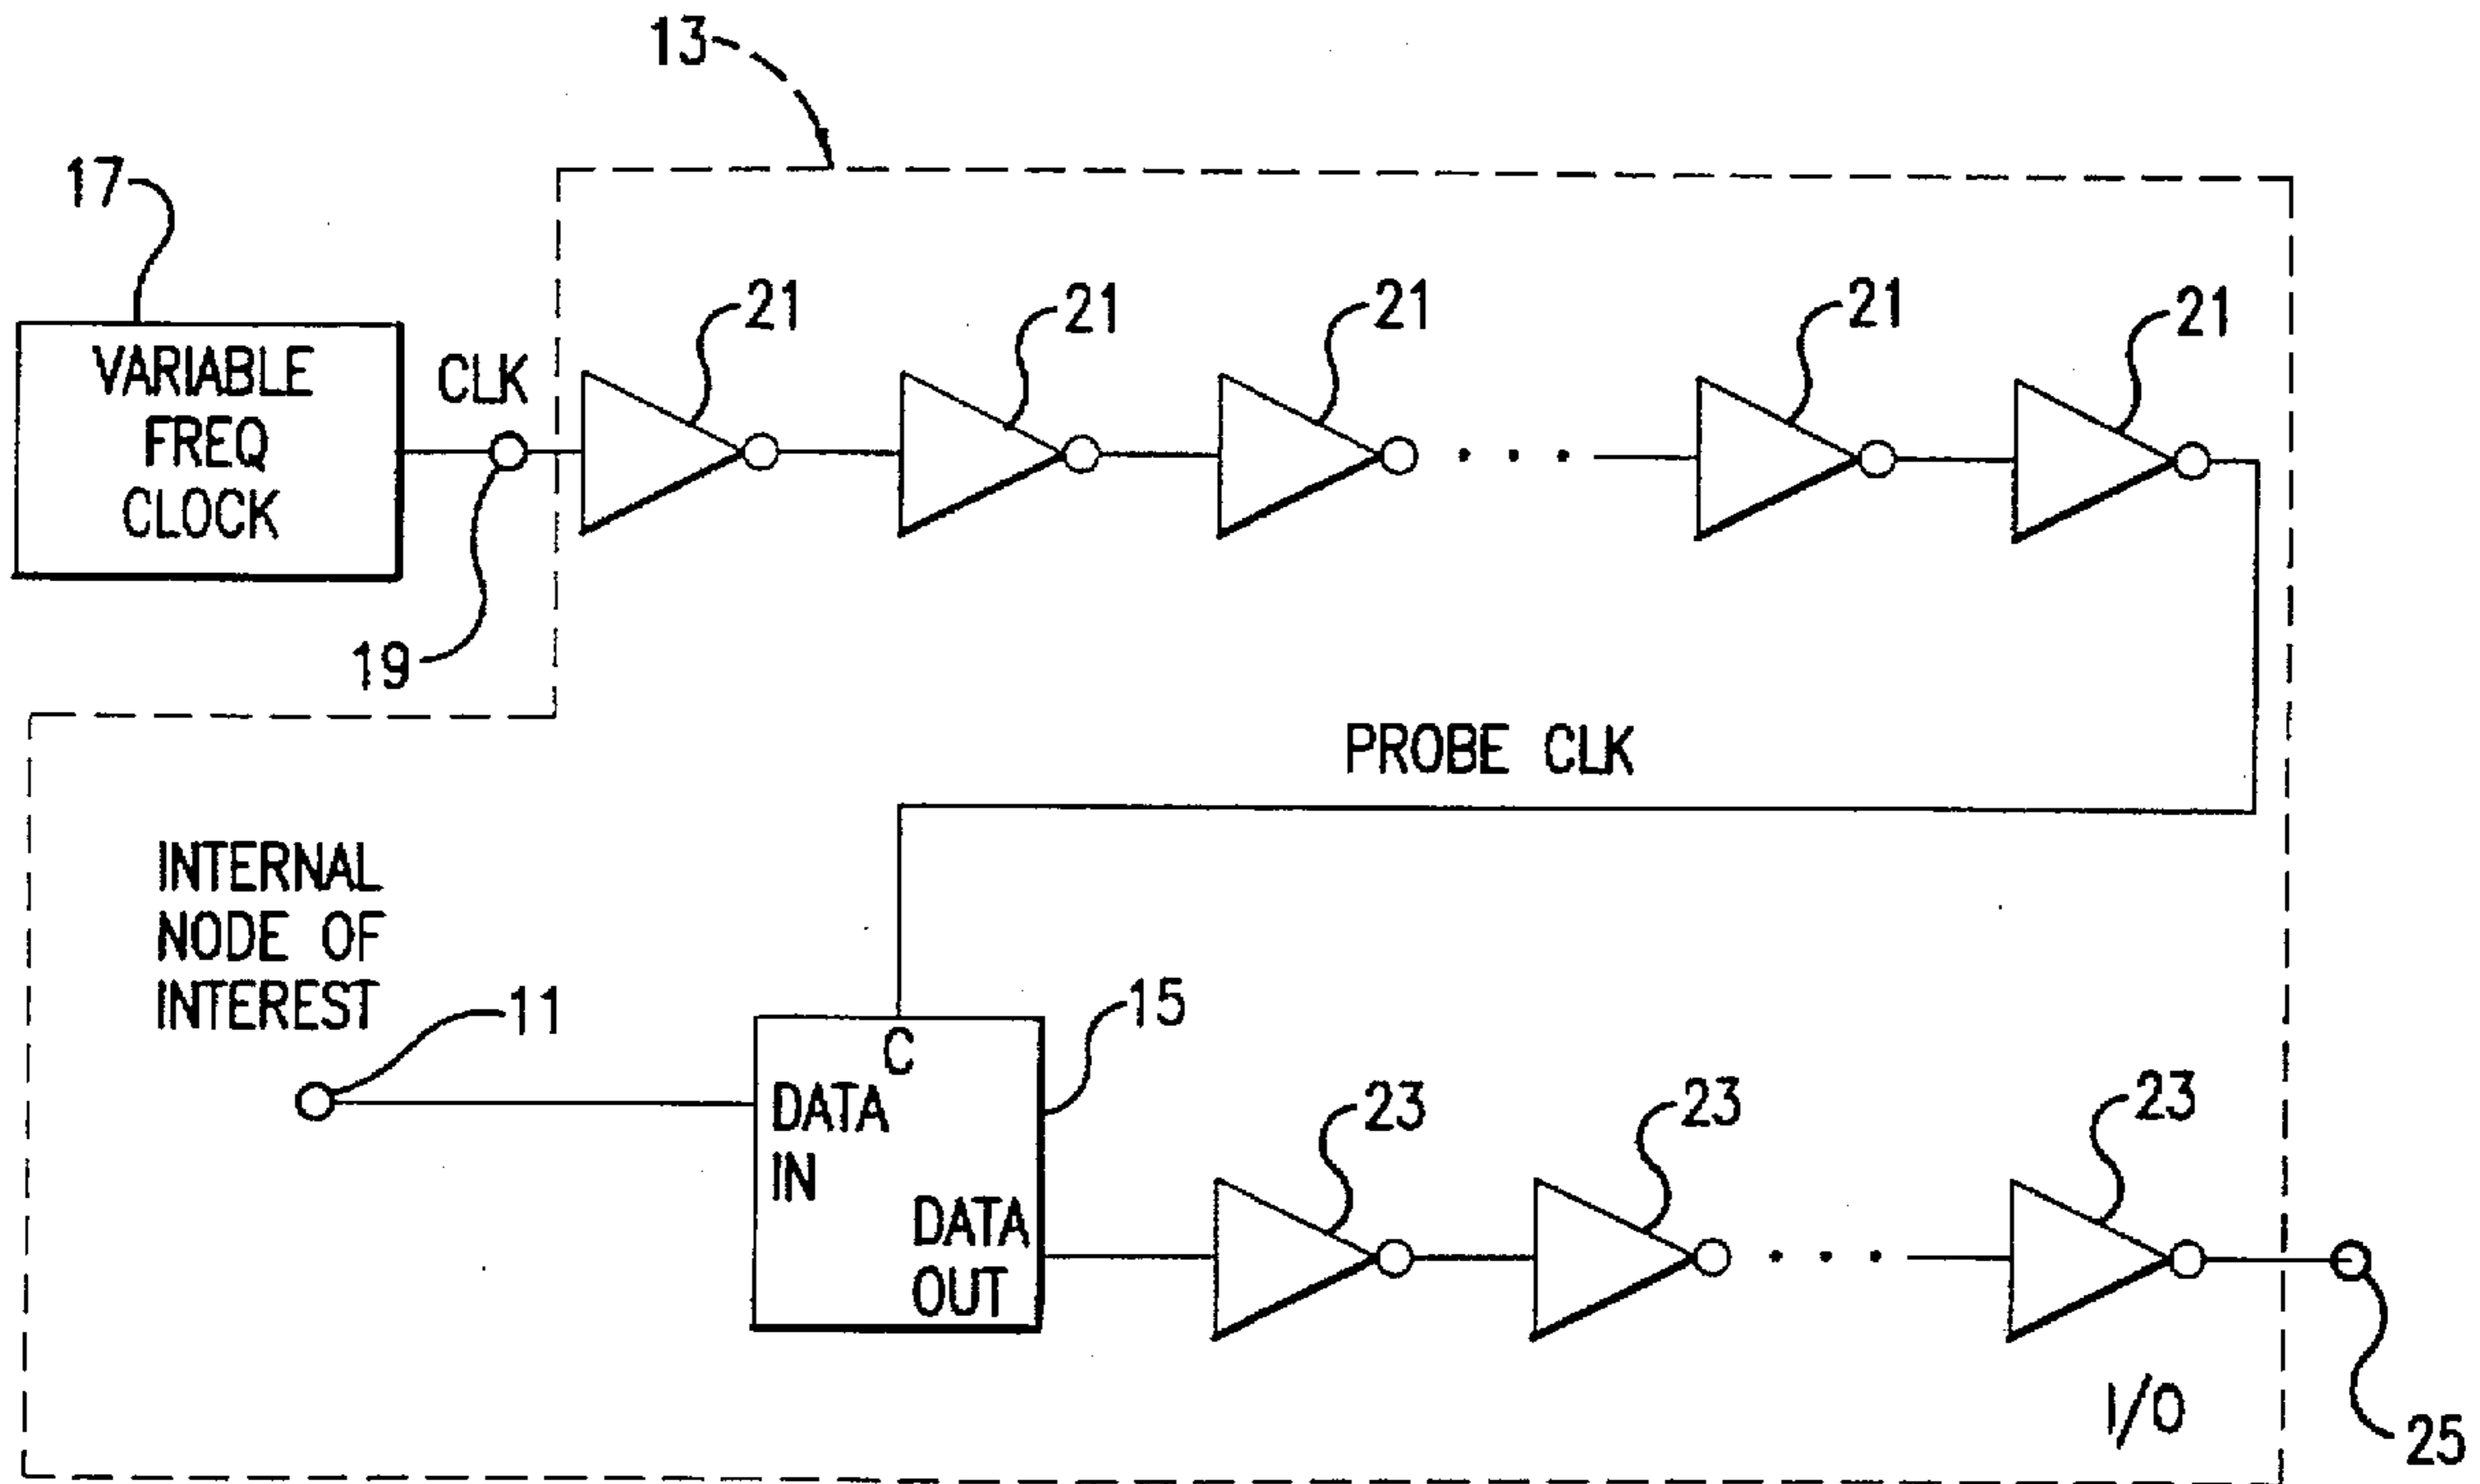 13
17
VARIABLE
FREQ
CLOCK
CLK
19
21
21
21
21
21
PROBE CLK
INTERNAL
NODE OF
INTEREST
11
C
DATA
IN
DATA
OUT
15
23
23
23
I/O
25